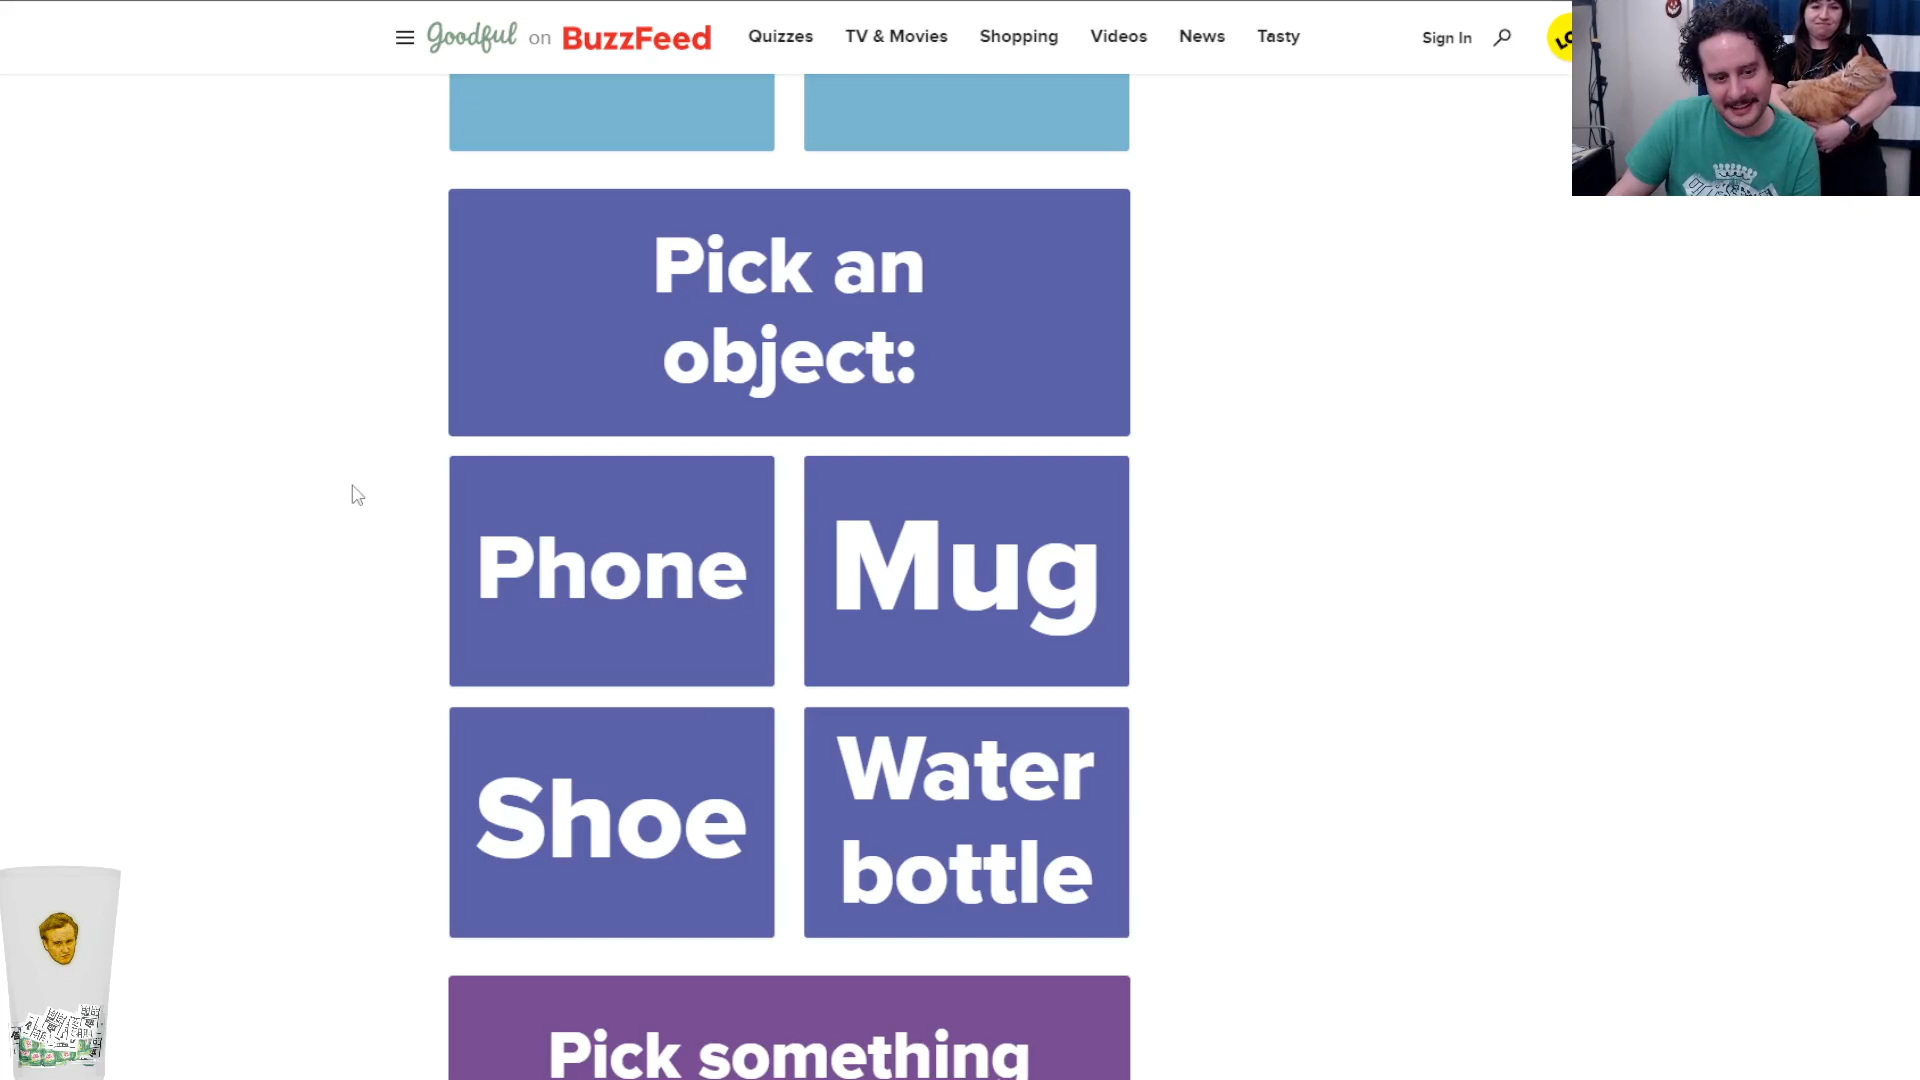 Goodful on BuzzFeed
Quizzes
TV & Movies
Shopping
Videos
News
Tasty
Sign In
Pick an
object:
Phone
Mug
Shoe
Water
bottle
Pick something